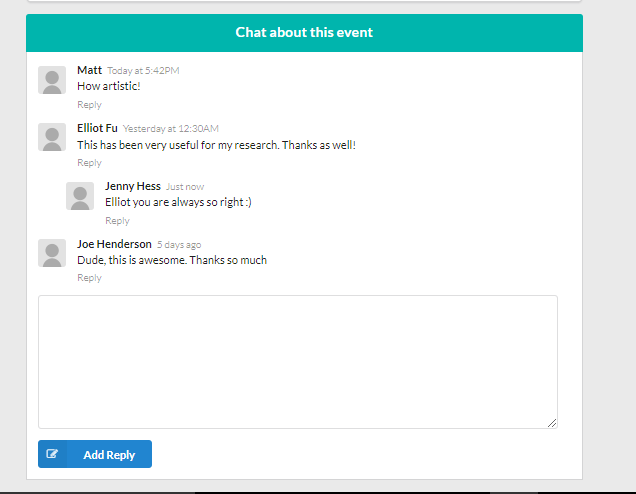 Chat about this event
Matt Today at 5:42PM
How artistic!
Reply
Elliot Fu Yesterday at 12:30AM
This has been very useful for my research. Thanks as well!
Reply
Jenny Hess Just now
Elliot you are always so right :)
Reply
Joe Henderson 5 days ago
Dude, this is awesome. Thanks so much
Reply
Add Reply